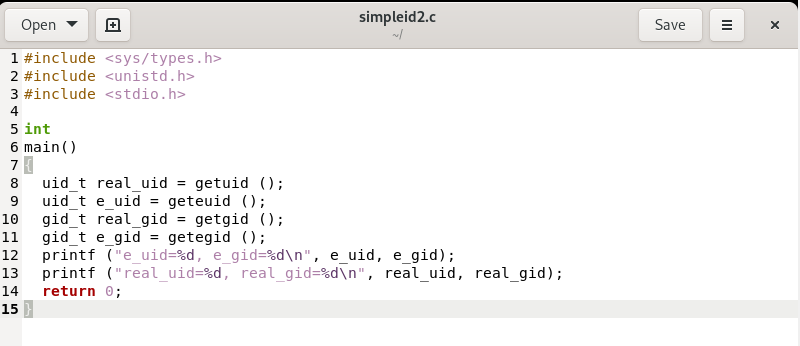 Open
simpleid2.c
~/
Save
1 #include <sys/types.h>
2 #include <unistd.h>
3 #include <stdio.h>
4
5 int
6 main()
7 {
8   uid_t real_uid = getuid ();
9   uid_t e_uid = geteuid ();
10   gid_t real_gid = getgid ();
11   gid_t e_gid = getegid ();
12   printf ("e_uid=%d, e_gid=%d\n", e_uid, e_gid);
13   printf ("real_uid=%d, real_gid=%d\n", real_uid, real_gid);
14   return 0;
15 }